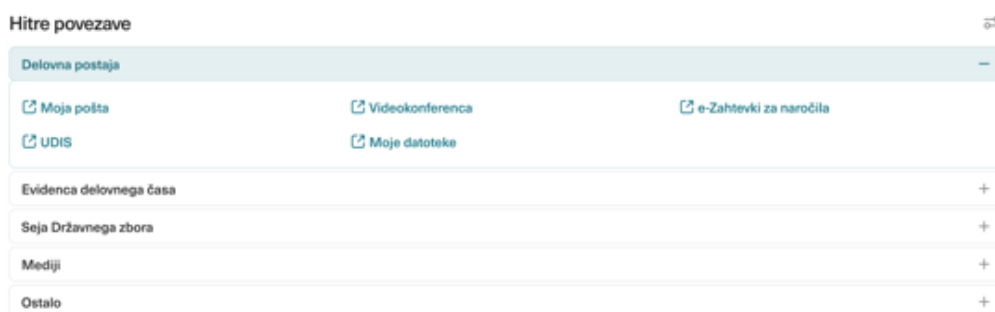 Hitre povezave
Delovna postaja
Moja pošta Videokonferenca e-Zahtevki za naročila
UDIS Moje datoteke
Evidenca delovnega časa
Seja Državnega zbora
Mediji
Ostalo